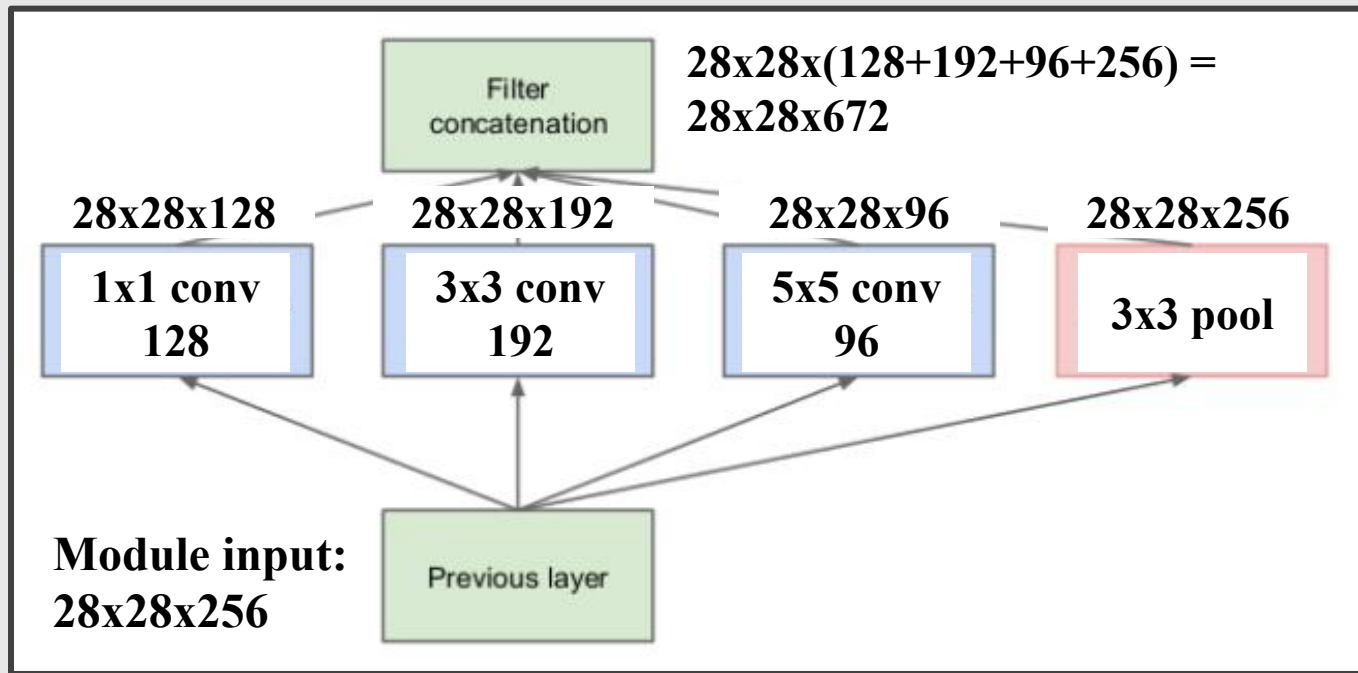 Filter
concatenation
28x28x(128+192+96+256) =
28x28x672
28x28x128
28x28x192
28x28x96
28x28x256
1x1 conv
128
3x3 conv
192
5x5 conv
96
3x3 pool
Module input:
28x28x256
Previous layer